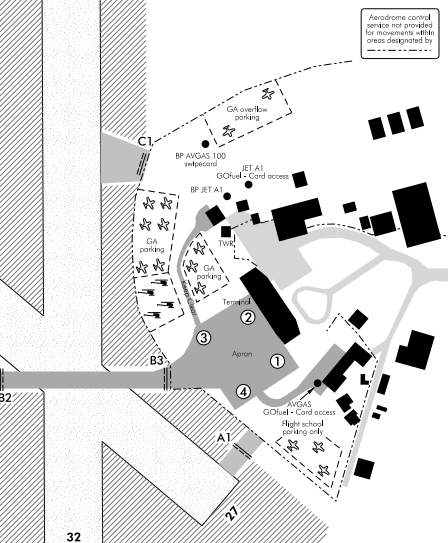 Aerodrome control
service not provided
for movements within
areas designated by
GA overflow
parking
C1
BP AVGAS 100
swipecard
JET A1
GOfuel - Card access
BP JET A1
GA
parking
TWR
GA
parking
Keep Clear
Terminal
2
3
Apron
1
B3
4
B2
AVGAS
GOfuel - Card access
Flight school
parking only
A1
27
32